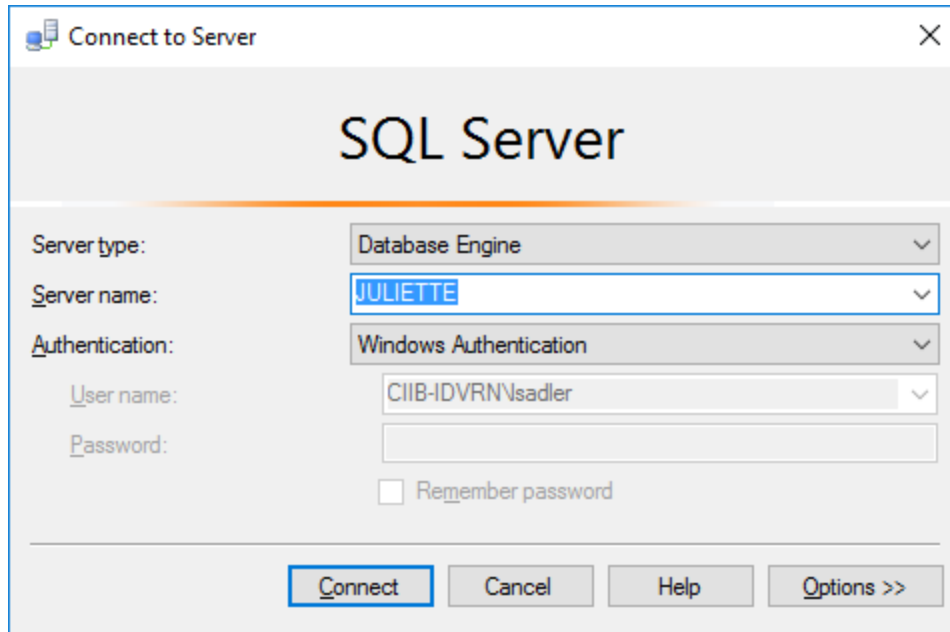 Connect to Server
SQL Server
Server type: Database Engine
Server name: JULIETTE
Authentication: Windows Authentication
User name: CIIB-IDVRN\lsadler
Password:
Remember password
Connect Cancel Help Options >>